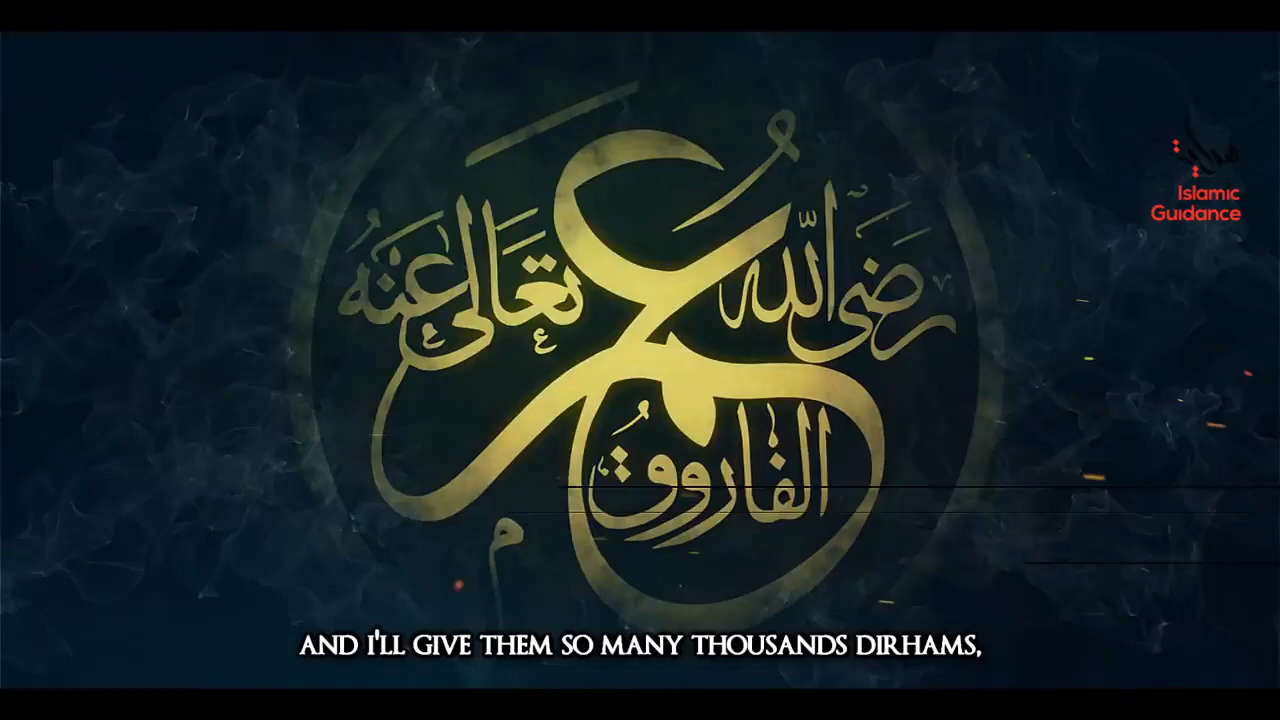 عمر
رضي الله تعالى عنه
الفاروق
Islamic
Guidance
AND I'LL GIVE THEM SO MANY THOUSANDS DIRHAMS,